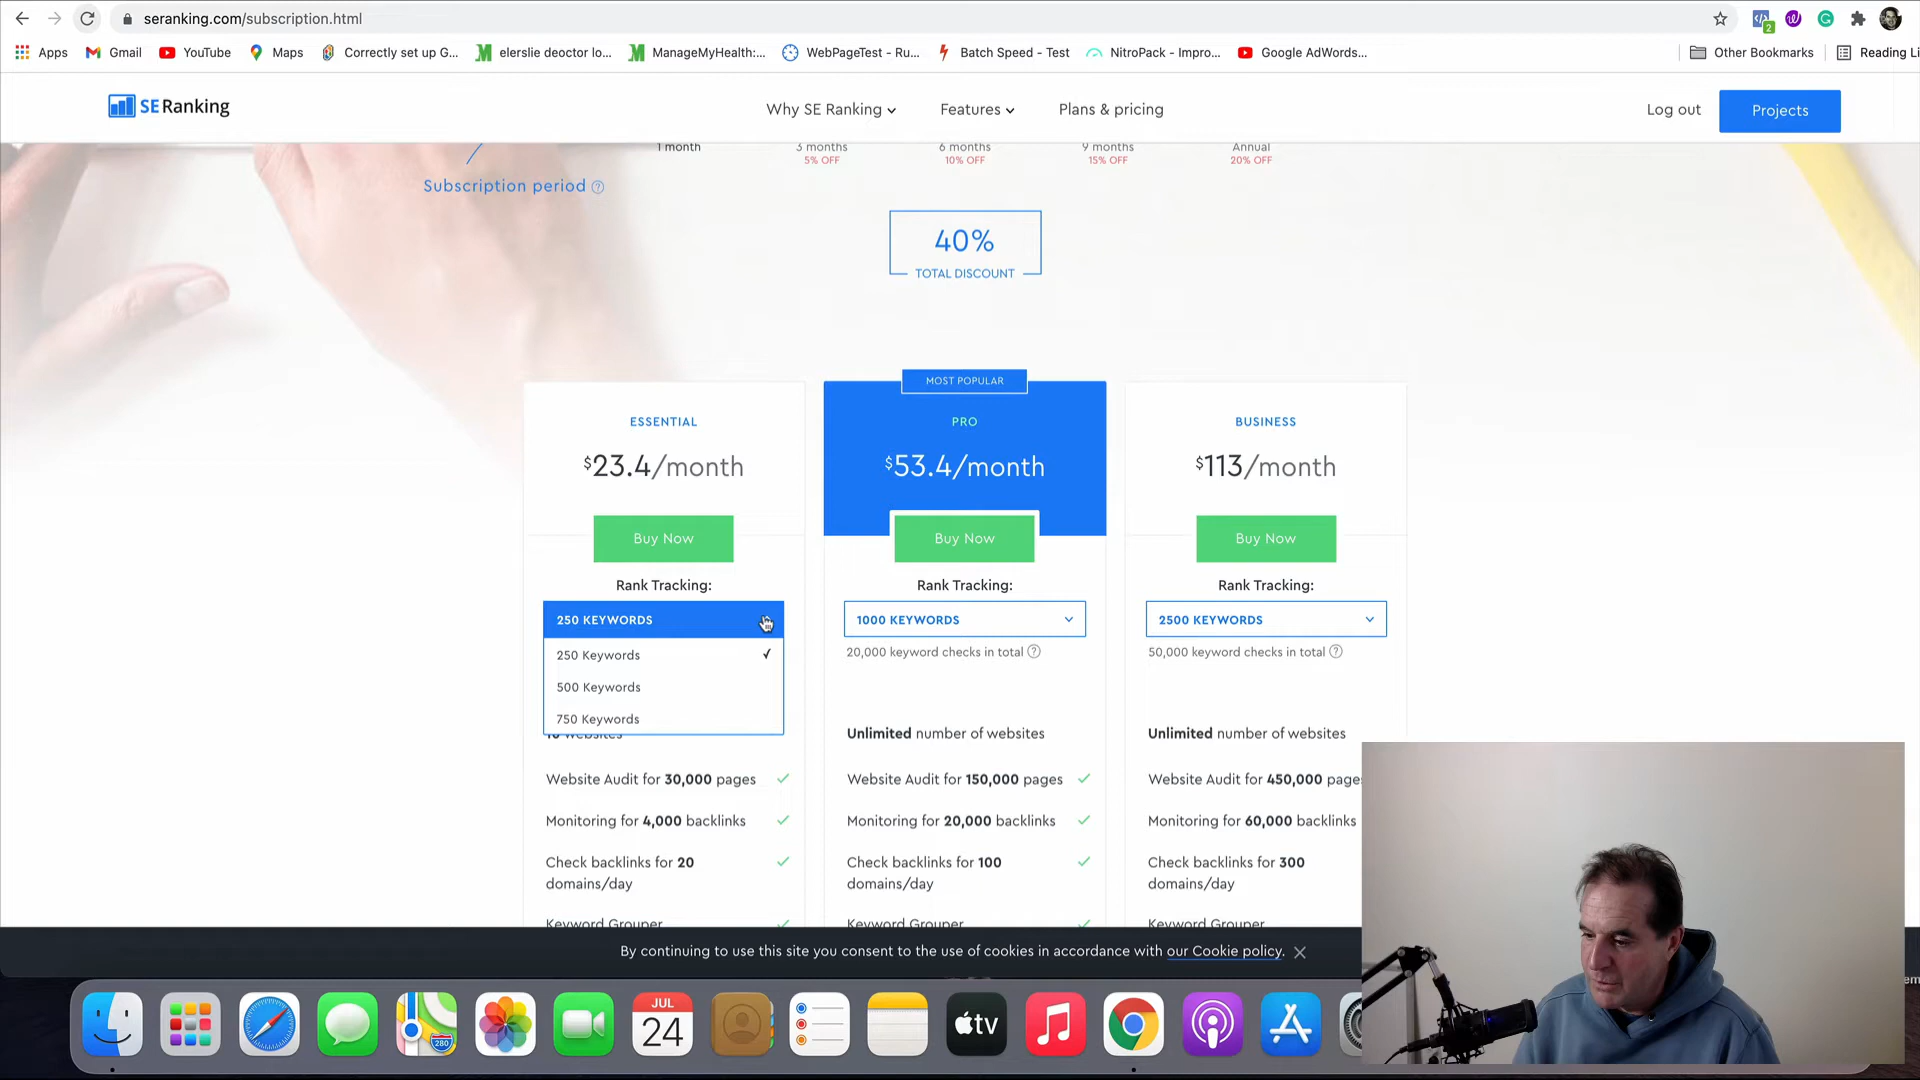 seranking.com/subscription.html
2
Apps
Gmail
YouTube
Maps
Correctly set up G...
elerslie deoctor lo...
ManageMyHealth:...
WebPageTest - Ru...
Batch Speed - Test
NitroPack - Impro...
Google AdWords...
Other Bookmarks
Reading Li
SE Ranking
Why SE Ranking
Features
Plans & pricing
Log out
Projects
1 month
3 months
6 months
9 months
Annual
5% OFF
10% OFF
15% OFF
20% OFF
Subscription period ?
40%
TOTAL DISCOUNT
MOST POPULAR
ESSENTIAL
PRO
BUSINESS
$23.4/month
$53.4/month
$113/month
Buy Now
Buy Now
Buy Now
Rank Tracking:
Rank Tracking:
Rank Tracking:
250 KEYWORDS
1000 KEYWORDS
2500 KEYWORDS
250 Keywords
20,000 keyword checks in total ?
50,000 keyword checks in total ?
500 Keywords
750 Keywords
10 websites
Unlimited number of websites
Unlimited number of websites
Website Audit for 30,000 pages
Website Audit for 150,000 pages
Website Audit for 450,000 pages
Monitoring for 4,000 backlinks
Monitoring for 20,000 backlinks
Monitoring for 60,000 backlinks
Check backlinks for 20
domains/day
Check backlinks for 100
domains/day
Check backlinks for 300
domains/day
Keyword Grouper
Keyword Grouper
Keyword Grouper
By continuing to use this site you consent to the use of cookies in accordance with our Cookie policy.
280
JUL
24
tv